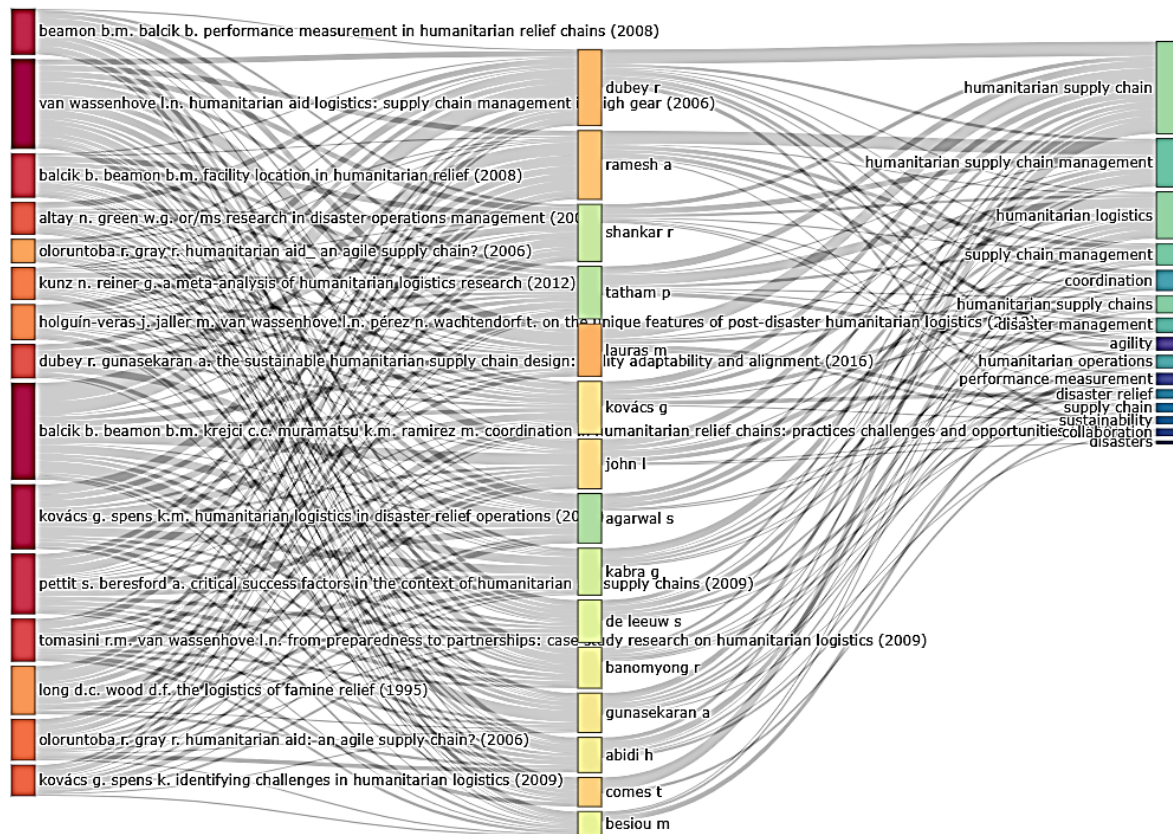 beamon b.m. balcik b. performance measurement in humanitarian relief chains (2008)
van wassenhove l.n. humanitarian aid logistics: supply chain management i igh gear (2006)
balcik b. beamon b.m. facility location in humanitarian relief (2008)
altay n. green w.g. or/ms research in disaster operations management (200
oloruntoba r. gray r. humanitarian aid_ an agile supply chain? (2006)
kunz n. reiner g. a meta-analysis of humanitarian logistics research (2012)
holguín-veras j. jaller m. van wassenhove l.n. pérez n. wachtendorf t. on the unique features of post-disaster humanitarian logistics
dubey r. gunasekaran a. the sustainable humanitarian supply chain design: lity adaptability and alignment (2016)
balcik b. beamon b.m. krejci c.c. muramatsu k.m. ramirez m. coordination humanitarian relief chains: practices challenges and opportunities
kovács g. spens k.m. humanitarian logistics in disaster relief operations (20
pettit s. beresford a. critical success factors in the context of humanitarian supply chains (2009)
tomasini r.m. van wassenhove l.n. from preparedness to partnerships: case study research on humanitarian logistics (2009)
long d.c. wood d.f. the logistics of famine relief (1995)
oloruntoba r. gray r. humanitarian aid: an agile supply chain? (2006)
kovács g. spens k. identifying challenges in humanitarian logistics (2009)
dubey r
ramesh a
shankar r
tatham p
lauras m
kovács g
john l
agarwal s
kabra g
de leeuw s
banomyong r
gunasekaran a
abidi h
comes t
besiou m
humanitarian supply chain
humanitarian supply chain management
humanitarian logistics
supply chain management
coordination
humanitarian supply chains
disaster management
agility
humanitarian operations
performance measurement
disaster relief
supply chain
sustainability
collaboration
disasters